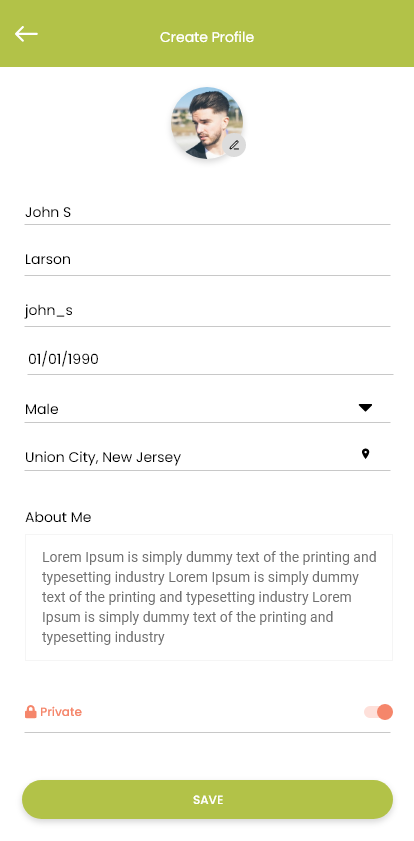 Create Profile
John S
Larson
john_s
01/01/1990
Male
Union City, New Jersey
About Me
Lorem Ipsum is simply dummy text of the printing and
typesetting industry Lorem Ipsum is simply dummy
text of the printing and typesetting industry Lorem
Ipsum is simply dummy text of the printing and
typesetting industry
Private
SAVE